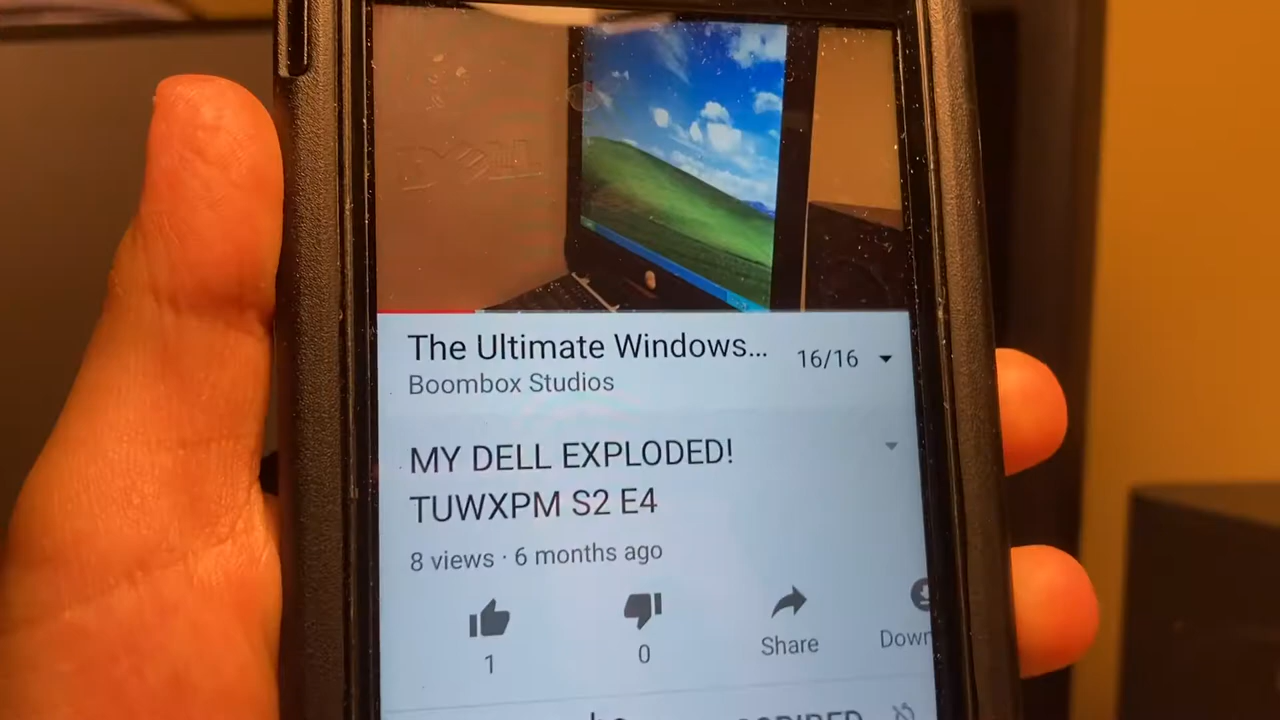 The Ultimate Windows...
16/16
Boombox Studios
MY DELL EXPLODED!
TUWXPM S2 E4
8 views · 6 months ago
1
0
Share
Down